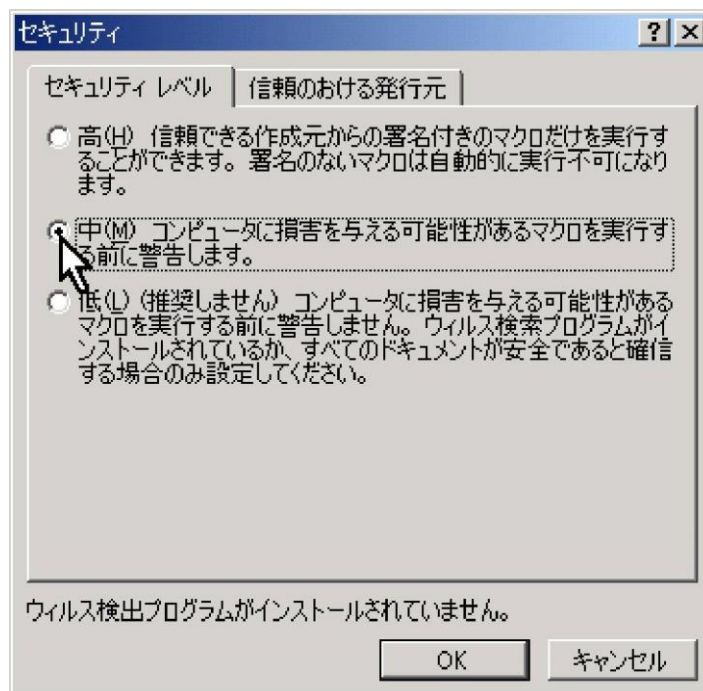 セキュリティ
セキュリティ レベル
信頼のおける発行元
高(H) 信頼できる作成元からの署名付きのマクロだけを実行す
ることができます。署名のないマクロは自動的に実行不可になり
ます。
中(M) コンピュータに損害を与える可能性があるマクロを実行す
る前に警告します。
低(L) (推奨しません) コンピュータに損害を与える可能性がある
マクロを実行する前に警告しません。ウィルス検索プログラムがイ
ンストールされているか、すべてのドキュメントが安全であると確信
する場合のみ設定してください。
ウィルス検出プログラムがインストールされていません。
OK
キャンセル